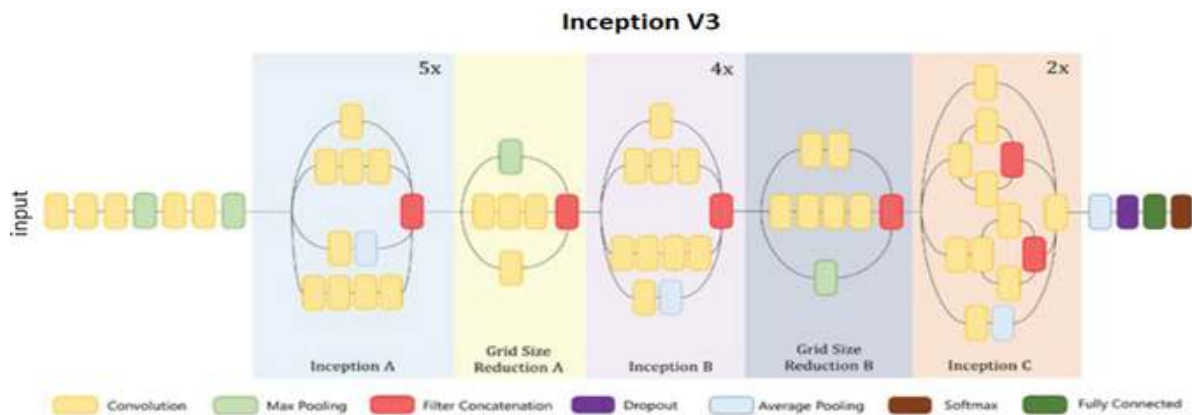 Inception V3
5x
4x
2x
input
Inception A
Grid Size
Reduction A
Inception B
Grid Size
Reduction B
Inception C
Convolution
Max Pooling
Filter Concatenation
Dropout
Average Pooling
Softmax
Fully Connected